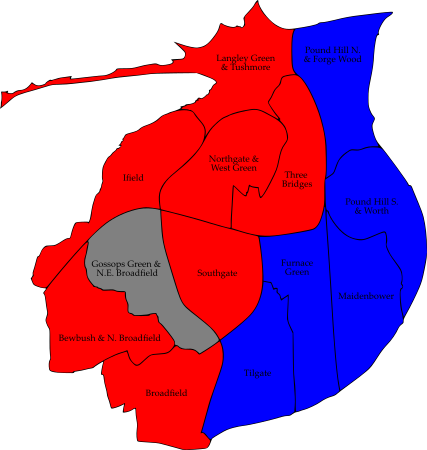 Pound Hill N.
& Forge Wood
Langley Green
& Tushmore
Northgate &
West Green
Three
Bridges
Ifield
Pound Hill S.
& Worth
Gossops Green &
N.E. Broadfield
Southgate
Furnace
Green
Maidenbower
Bewbush & N. Broadfield
Tilgate
Broadfield